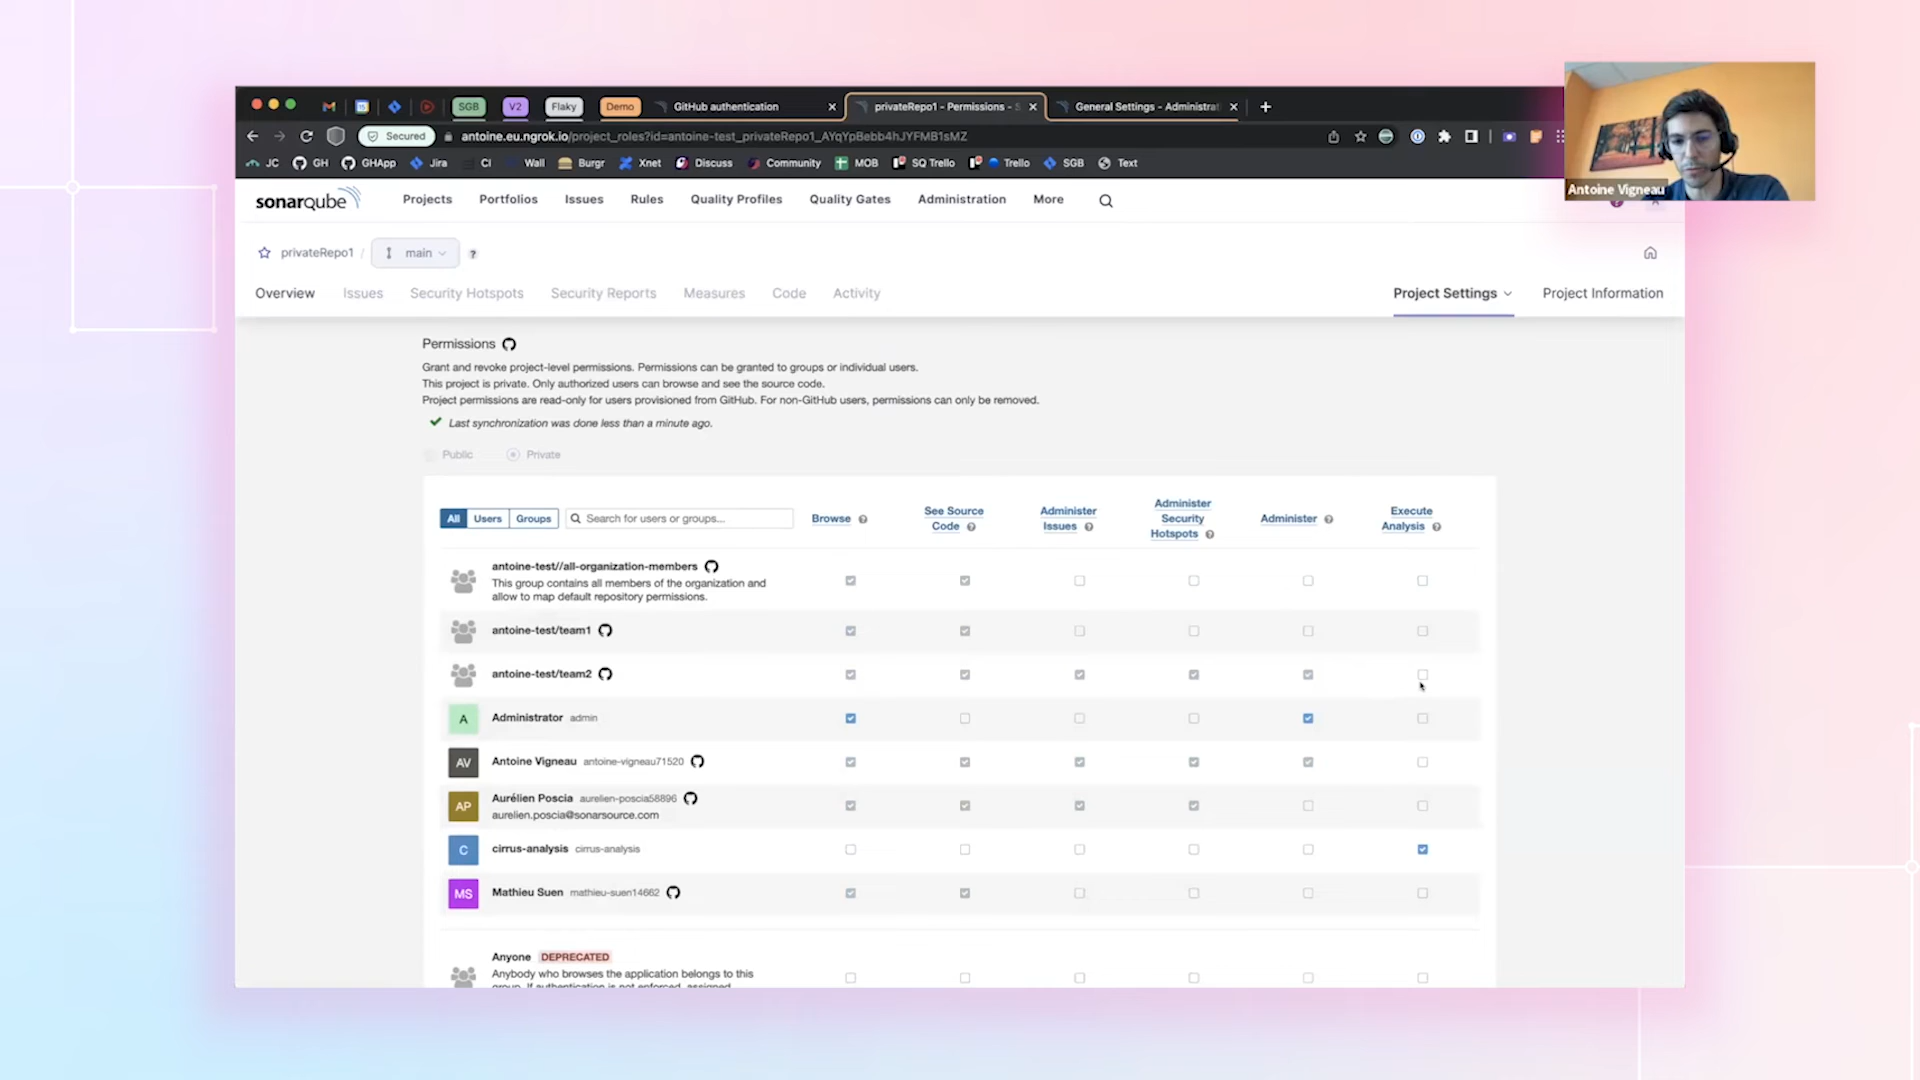 SGB
V2
Flaky
Demo
GitHub authentication
privateRepo1 - Permissions - S
General Settings - Administrat
Secured
antoine.eu.ngrok.io/project_roles?id=antoine-test_privateRepo1_AYqYpBebb4hJYFMB1sMZ
JC
GH
GHApp
Jira
CI
Wall
Burgr
Xnet
Discuss
Community
MOB
SQ Trello
Trello
SGB
Text
Antoine Vigneau
sonarqube
Projects
Portfolios
Issues
Rules
Quality Profiles
Quality Gates
Administration
More
privateRepo1 /
main
?
Overview
Issues
Security Hotspots
Security Reports
Measures
Code
Activity
Project Settings
Project Information
Permissions
Grant and revoke project-level permissions. Permissions can be granted to groups or individual users.
This project is private. Only authorized users can browse and see the source code.
Project permissions are read-only for users provisioned from GitHub. For non-GitHub users, permissions can only be removed.
Last synchronization was done less than a minute ago.
Public
Private
All
Users
Groups
Search for users or groups...
Browse
See Source
Code
Administer
Issues
Administer
Security
Hotspots
Administer
Execute
Analysis
antoine-test//all-organization-members
This group contains all members of the organization and
allow to map default repository permissions.
antoine-test/team1
antoine-test/team2
A
Administrator admin
AV
Antoine Vigneau antoine-vigneau71520
AP
Aurélien Poscia aurelien-poscia58896
aurelien.poscia@sonarsource.com
C
cirrus-analysis cirrus-analysis
MS
Mathieu Suen mathieu-suen14662
Anyone DEPRECATED
Anybody who browses the application belongs to this
group. If authentication is not enforced, assigned